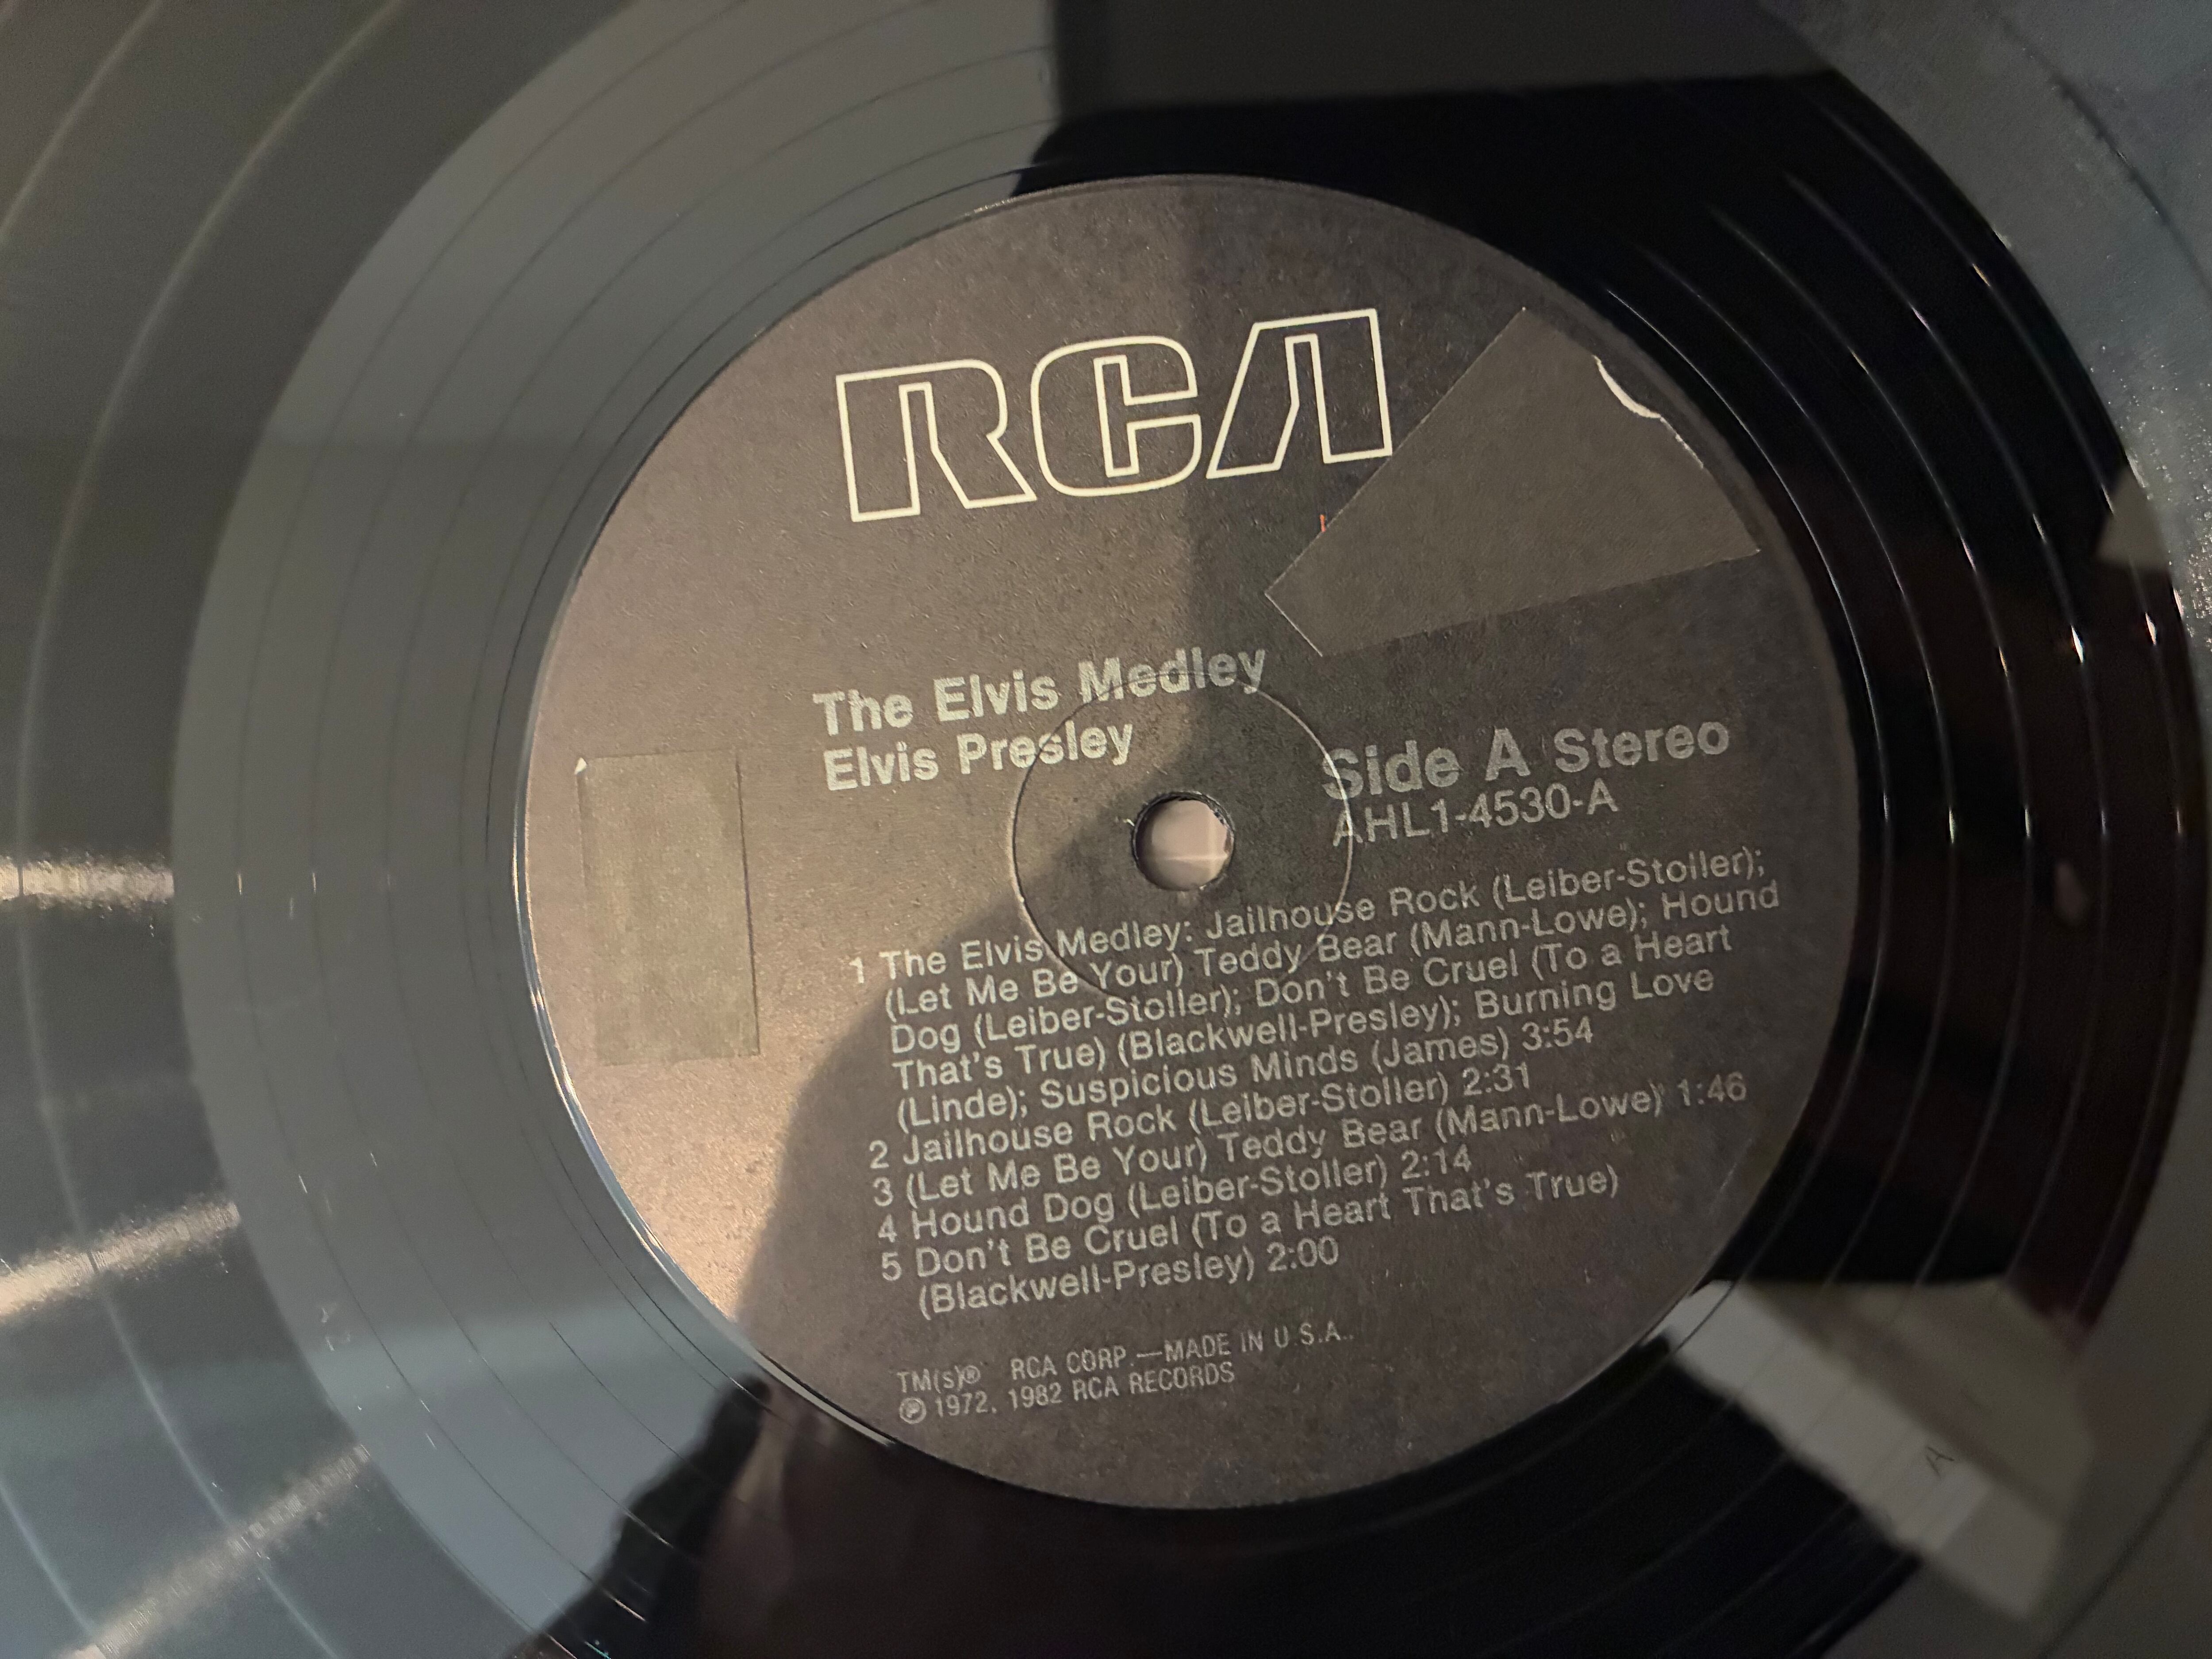 RCA
The Elvis Medley
Elvis Presley
Side A Stereo
AHL1-4530-A
1 The Elvis Medley: Jailhouse Rock (Leiber-Stoller);
(Let Me Be Your) Teddy Bear (Mann-Lowe); Hound
Dog (Leiber-Stoller); Don't Be Cruel (To a Heart
That's True) (Blackwell-Presley); Burning Love
(Linde); Suspicious Minds (James) 3:54
2 Jailhouse Rock (Leiber-Stoller) 2:31
3 (Let Me Be Your) Teddy Bear (Mann-Lowe) 1:46
4 Hound Dog (Leiber-Stoller) 2:14
5 Don't Be Cruel (To a Heart That's True)
(Blackwell-Presley) 2:00
TM(s)® RCA CORP.—MADE IN U.S.A..
℗ 1972, 1982 RCA RECORDS
A